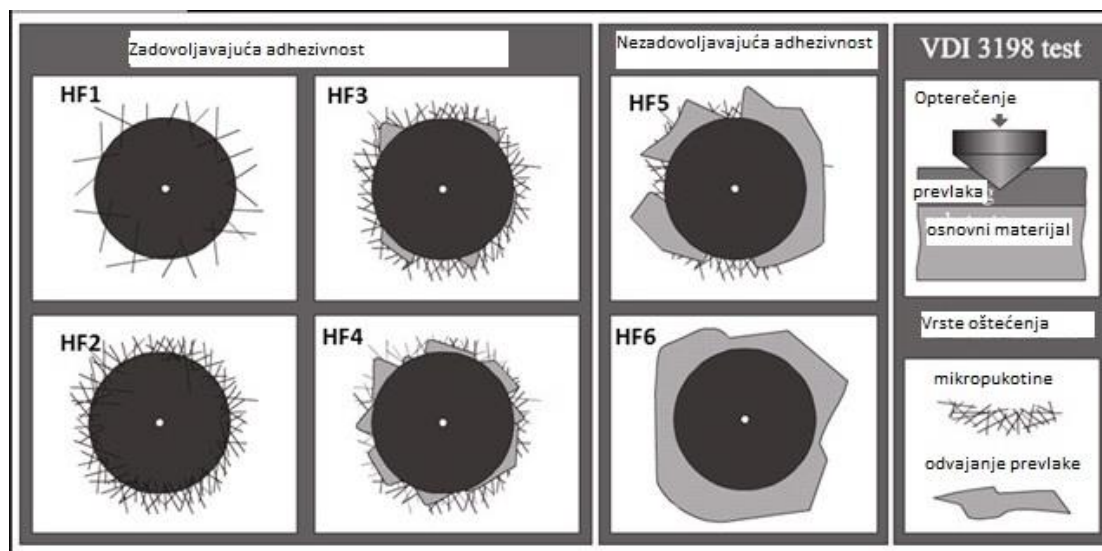 Zadovoljavajuća adhezivnost
HF1
HF3
HF2
HF4
Nezadovoljavajuća adhezivnost
HF5
HF6
VDI 3198 test
Opterečenje
prevlaka
osnovni materijal
Vrste oštećenja
mikropukotine
odvajanje prevlake